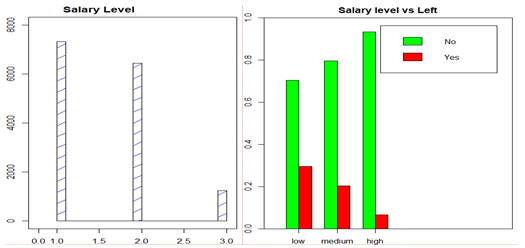 Salary Level
8000
6000
4000
2000
0
0.0 1.0 1.5 2.0 2.5 3.0
Salary level vs Left
1.0
0.8
0.6
0.4
0.2
0.0
No
Yes
low medium high